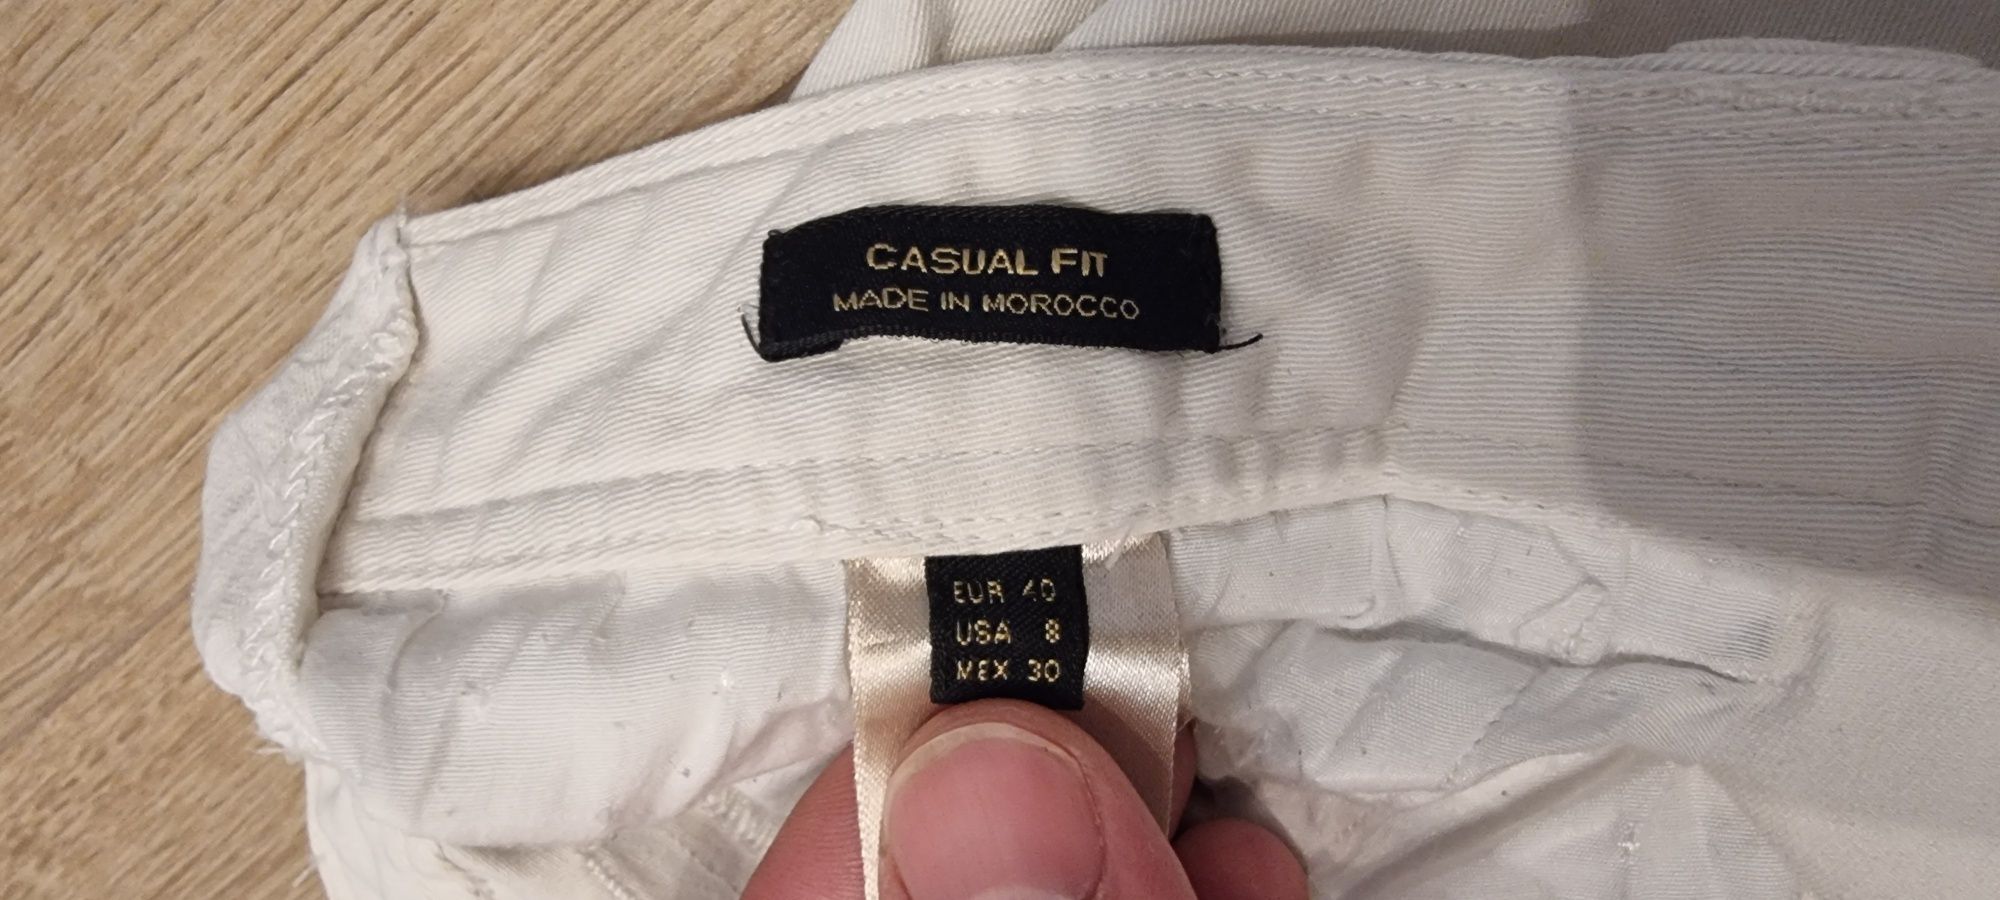 CASUAL FIT
MADE IN MOROCCO
EUR 40
USA 8
MEX 30